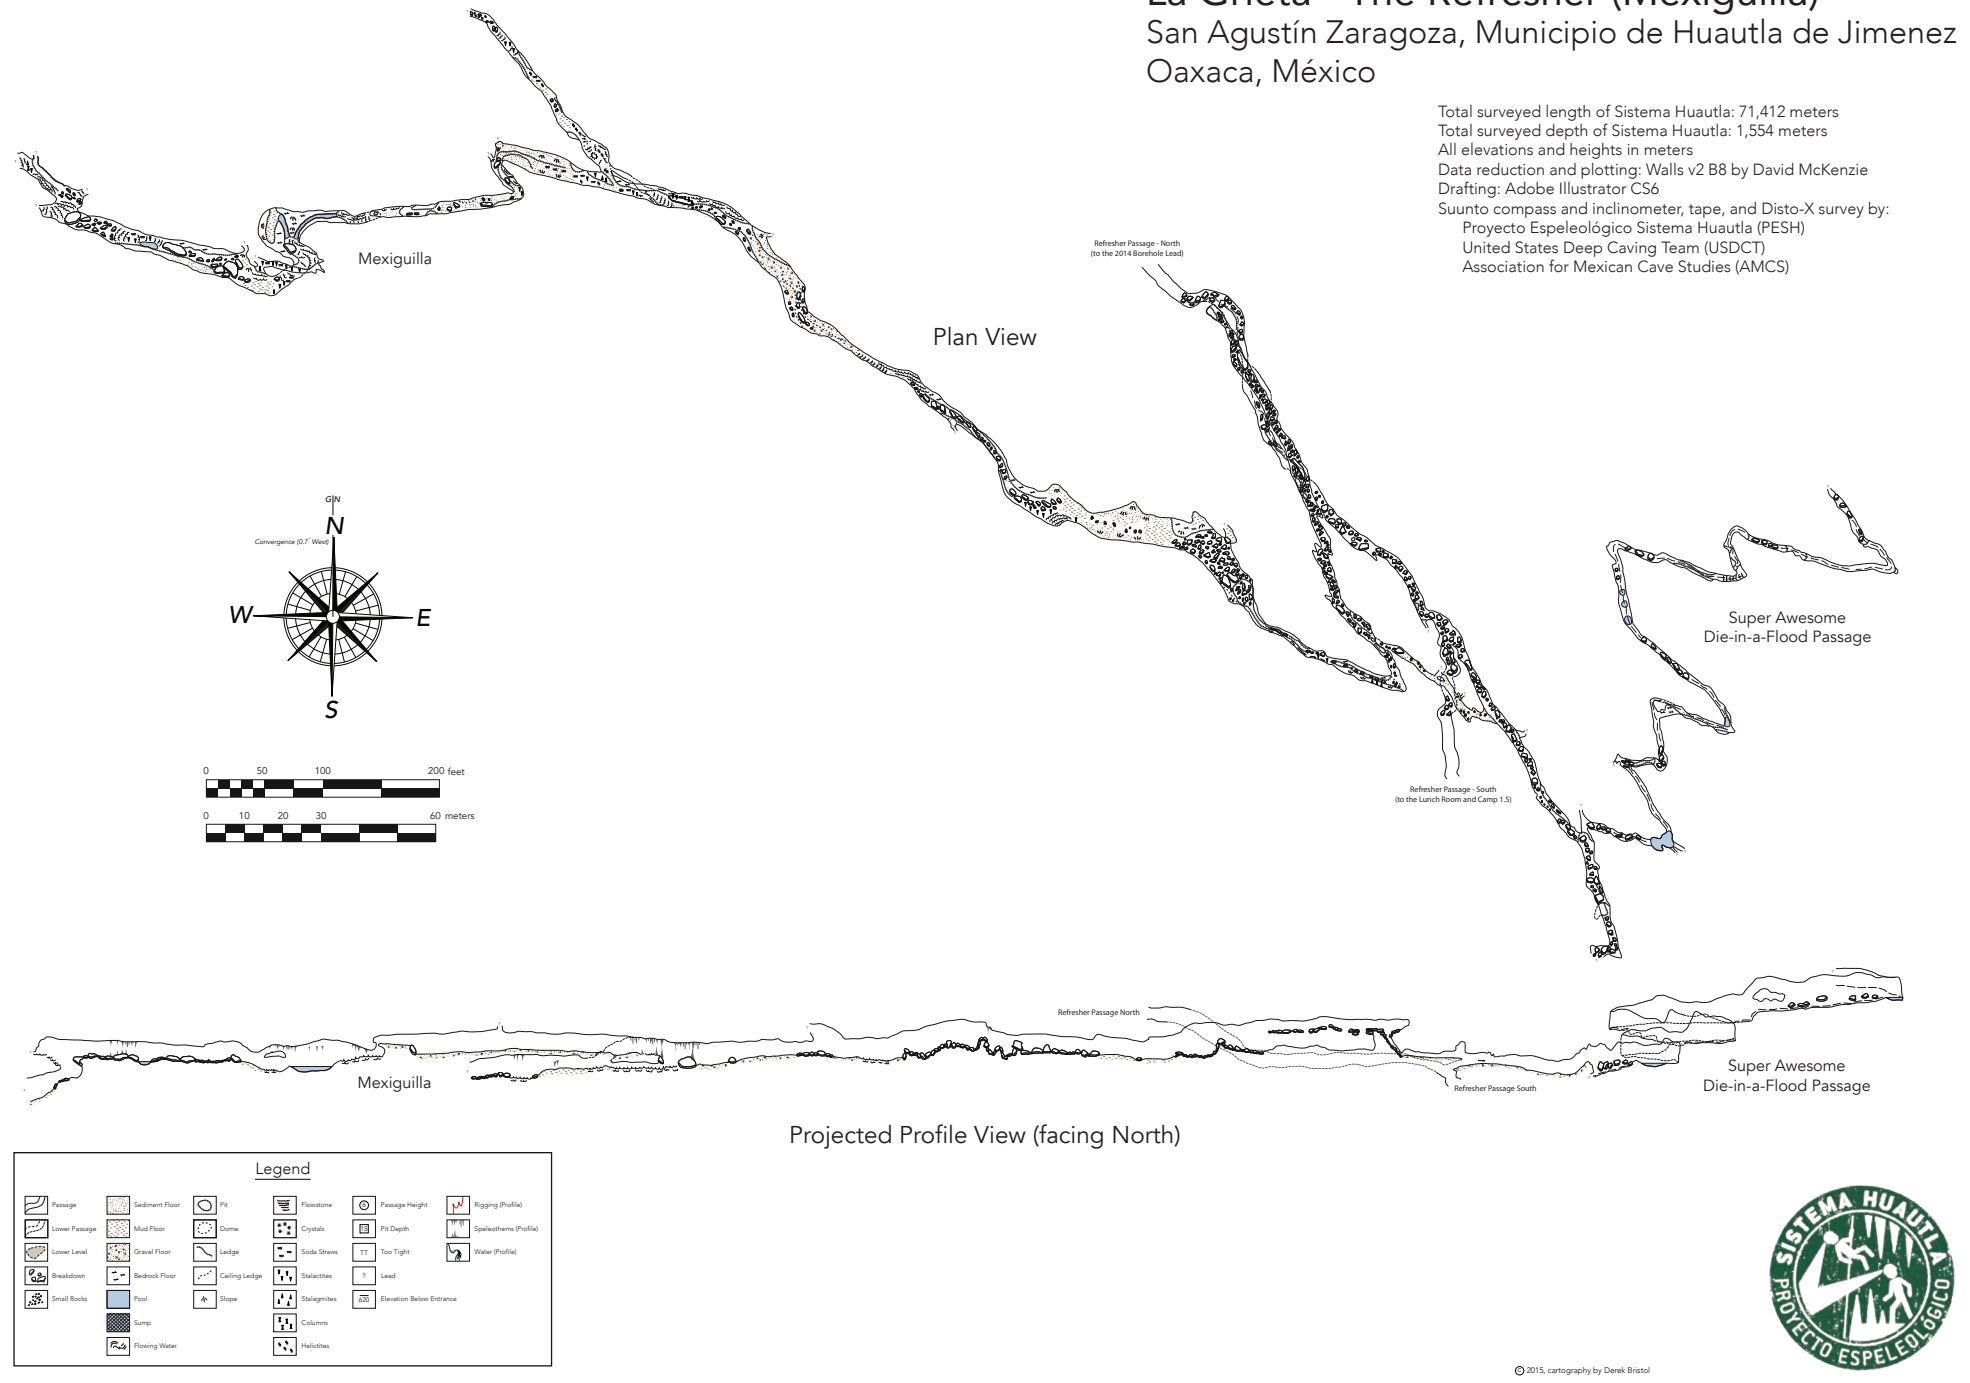 La Grieta - The Refresher (Mexiguilla)
San Agustín Zaragoza, Municipio de Huautla de Jimenez
Oaxaca, México
Total surveyed length of Sistema Huautla: 71,412 meters
Total surveyed depth of Sistema Huautla: 1,554 meters
All elevations and heights in meters
Data reduction and plotting: Walls v2 B8 by David McKenzie
Drafting: Adobe Illustrator CS6
Suunto compass and inclinometer, tape, and Disto-X survey by:
Proyecto Espeleológico Sistema Huautla (PESH)
United States Deep Caving Team (USDCT)
Association for Mexican Cave Studies (AMCS)
Mexiguilla
Refresher Passage - North
(to the 2014 Borehole Lead)
Plan View
GN
N
Convergence (0.7° West)
W
E
S
Super Awesome
Die-in-a-Flood Passage
0 50 100 200 feet
0 10 20 30 60 meters
Refresher Passage - South
(to the Lunch Room and Camp 1.5)
Refresher Passage North
Mexiguilla
Refresher Passage South
Super Awesome
Die-in-a-Flood Passage
Projected Profile View (facing North)
Legend
Passage
Lower Passage
Lower Level
Breakdown
Small Rocks
Sediment Floor
Mud Floor
Gravel Floor
Bedrock Floor
Pool
Sump
Flowing Water
Pit
Dome
Ledge
Ceiling Ledge
Slope
Flowstone
Crystals
Soda Straws
Stalactites
Stalagmites
Columns
Helictites
Passage Height
15 Pit Depth
TT Too Tight
? Lead
620 Elevation Below Entrance
Rigging (Profile)
Speleothems (Profile)
Water (Profile)
SISTEMA HUAUTLA
PROYECTO ESPELEOLÓGICO
© 2015, cartography by Derek Bristol